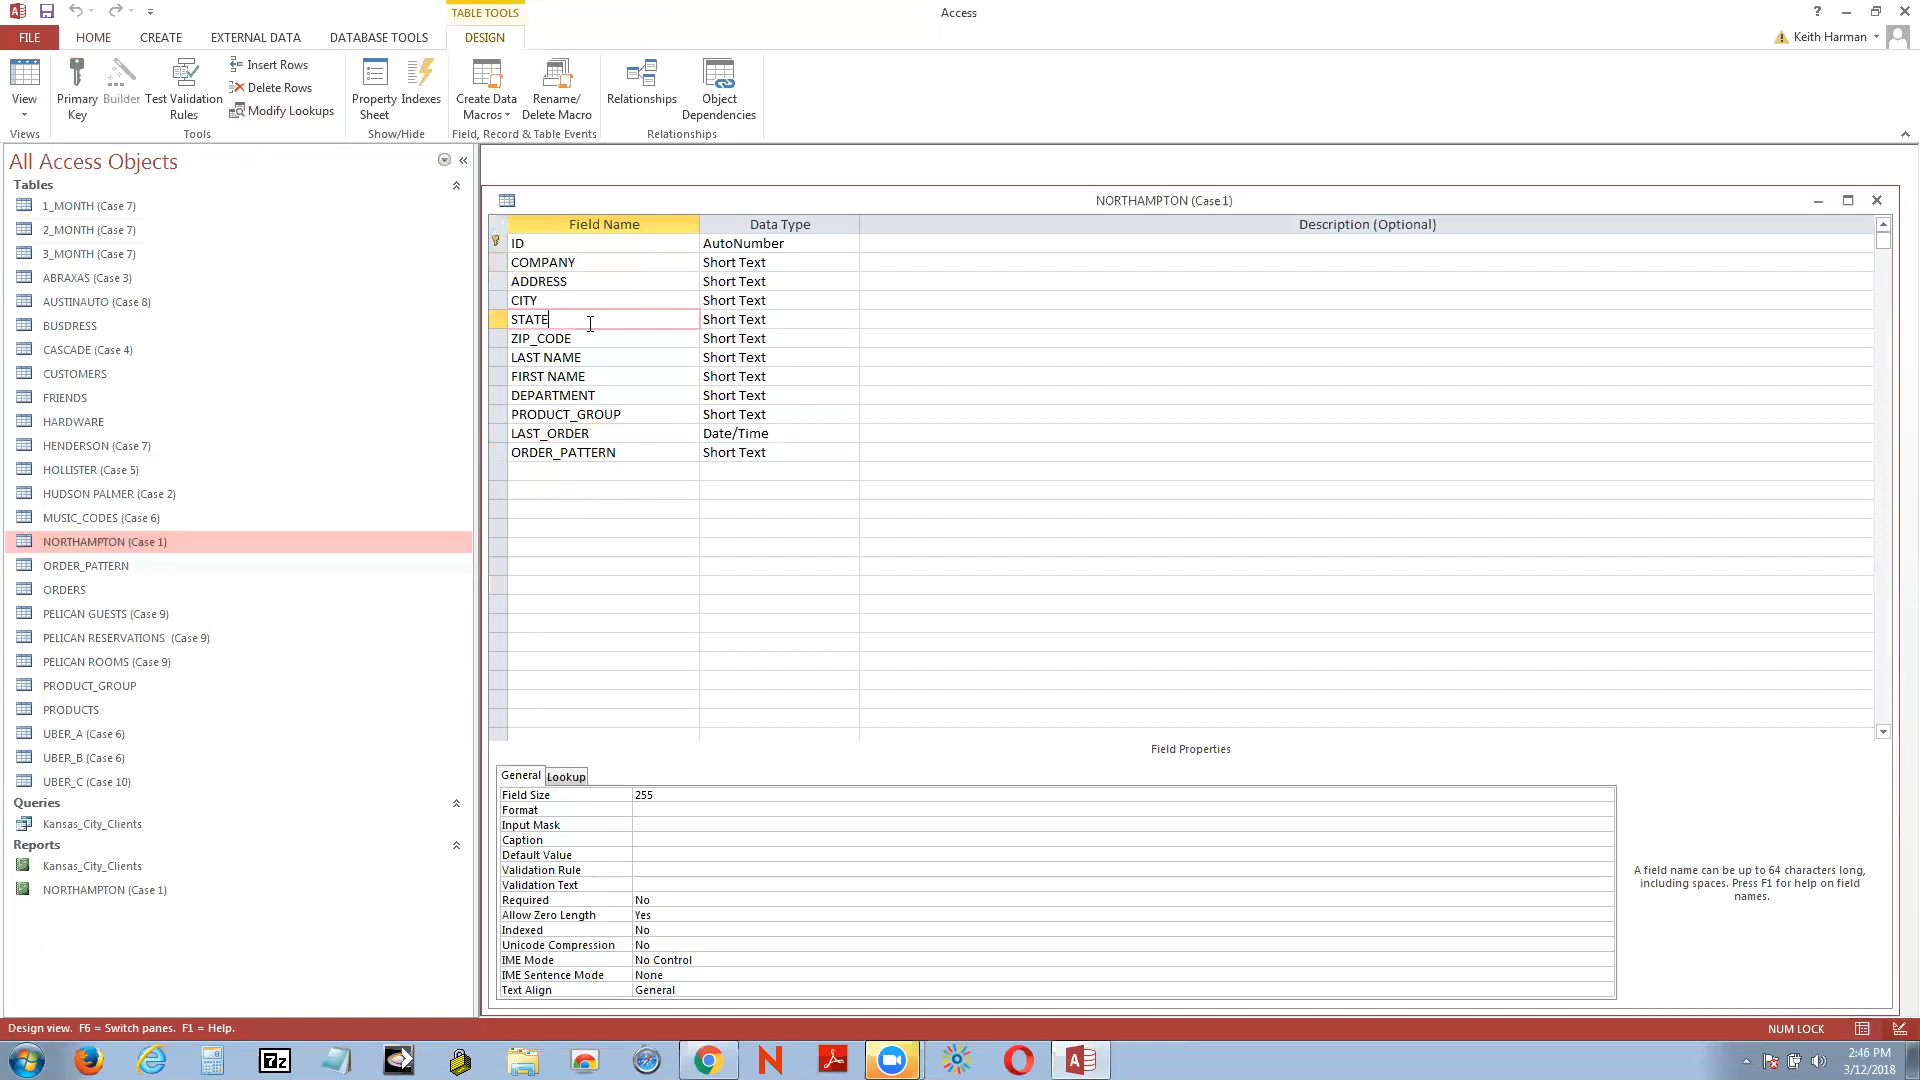 TABLE TOOLS
Access
?
FILE
HOME
CREATE
EXTERNAL DATA
DATABASE TOOLS
DESIGN
Keith Harman
View
Primary Key
Builder
Test Validation Rules
Insert Rows
Delete Rows
Modify Lookups
Property Sheet
Indexes
Create Data Macros
Rename/ Delete Macro
Relationships
Object Dependencies
Views
Tools
Show/Hide
Field, Record & Table Events
Relationships
All Access Objects
Tables
1_MONTH (Case 7)
2_MONTH (Case 7)
3_MONTH (Case 7)
ABRAXAS (Case 3)
AUSTINAUTO (Case 8)
BUSDRESS
CASCADE (Case 4)
CUSTOMERS
FRIENDS
HARDWARE
HENDERSON (Case 7)
HOLLISTER (Case 5)
HUDSON PALMER (Case 2)
MUSIC_CODES (Case 6)
NORTHAMPTON (Case 1)
ORDER_PATTERN
ORDERS
PELICAN GUESTS (Case 9)
PELICAN RESERVATIONS  (Case 9)
PELICAN ROOMS (Case 9)
PRODUCT_GROUP
PRODUCTS
UBER_A (Case 6)
UBER_B (Case 6)
UBER_C (Case 10)
Queries
Kansas_City_Clients
Reports
Kansas_City_Clients
NORTHAMPTON (Case 1)
NORTHAMPTON (Case 1)
Field Name Data Type Description (Optional)
ID AutoNumber
COMPANY Short Text
ADDRESS Short Text
CITY Short Text
STATE Short Text
ZIP_CODE Short Text
LAST NAME Short Text
FIRST NAME Short Text
DEPARTMENT Short Text
PRODUCT_GROUP Short Text
LAST_ORDER Date/Time
ORDER_PATTERN Short Text
Field Properties
General Lookup
Field Size 255
Format
Input Mask
Caption
Default Value
Validation Rule
Validation Text
Required No
Allow Zero Length Yes
Indexed No
Unicode Compression No
IME Mode No Control
IME Sentence Mode None
Text Align General
A field name can be up to 64 characters long,
including spaces. Press F1 for help on field
names.
Design view.  F6 = Switch panes.  F1 = Help.
NUM LOCK
7z
N
2:46 PM
3/12/2018